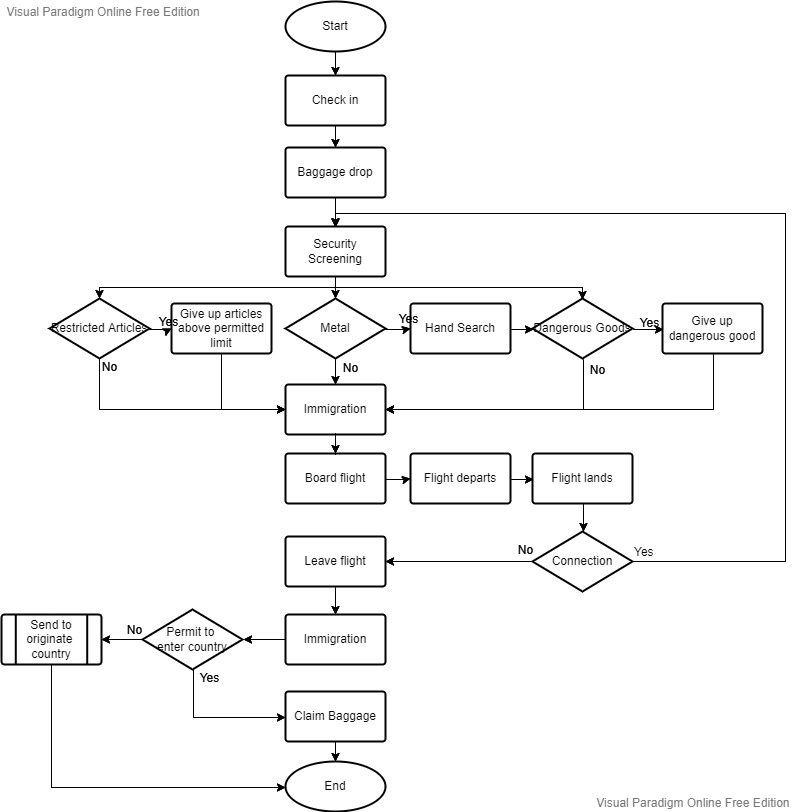 Visual Paradigm Online Free Edition
Start
Check in
Baggage drop
Security
Screening
Restricted Articles
Yes
Give up articles
above permitted
limit
Metal
Yes
Hand Search
Dangerous Goods
Yes
Give up
dangerous good
No
No
No
Immigration
Board flight
Flight departs
Flight lands
Leave flight
No
Connection
Yes
Send to
originate
country
No
Permit to
enter country
Immigration
Yes
Claim Baggage
End
Visual Paradigm Online Free Edition